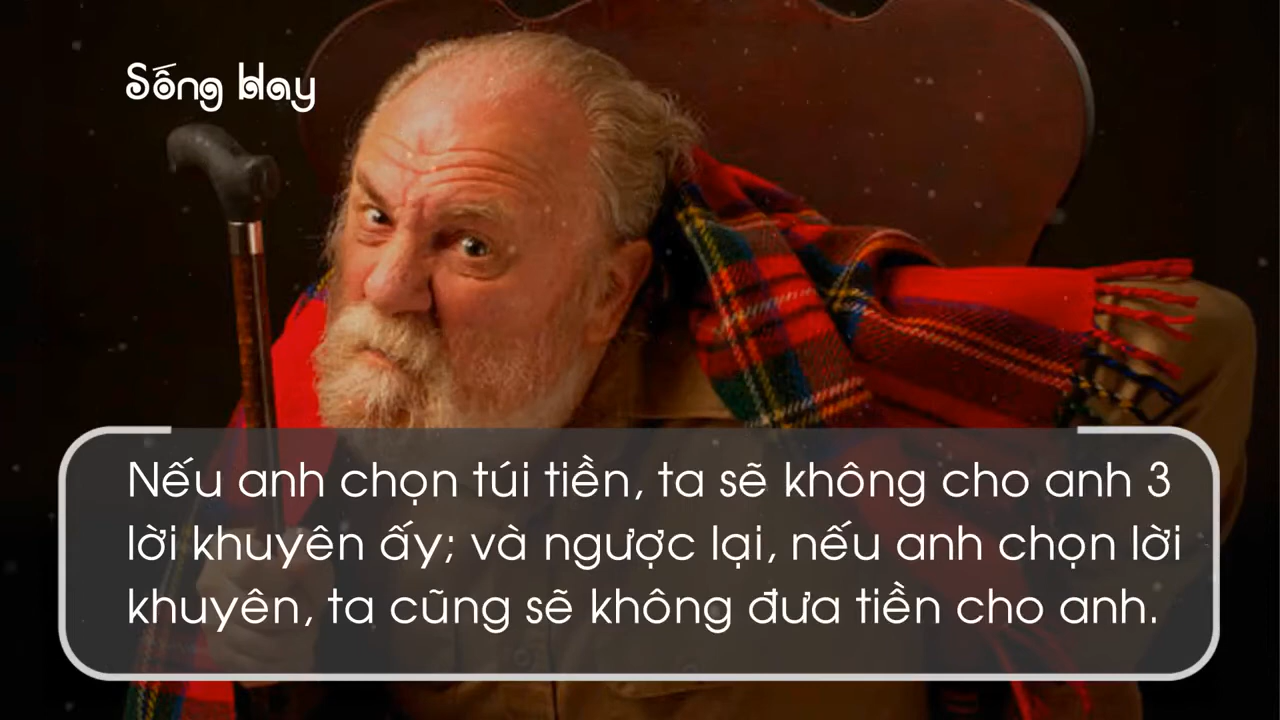 Sống Hay
Nếu anh chọn túi tiền, ta sẽ không cho anh 3
lời khuyên ấy; và ngược lại, nếu anh chọn lời
khuyên, ta cũng sẽ không đưa tiền cho anh.